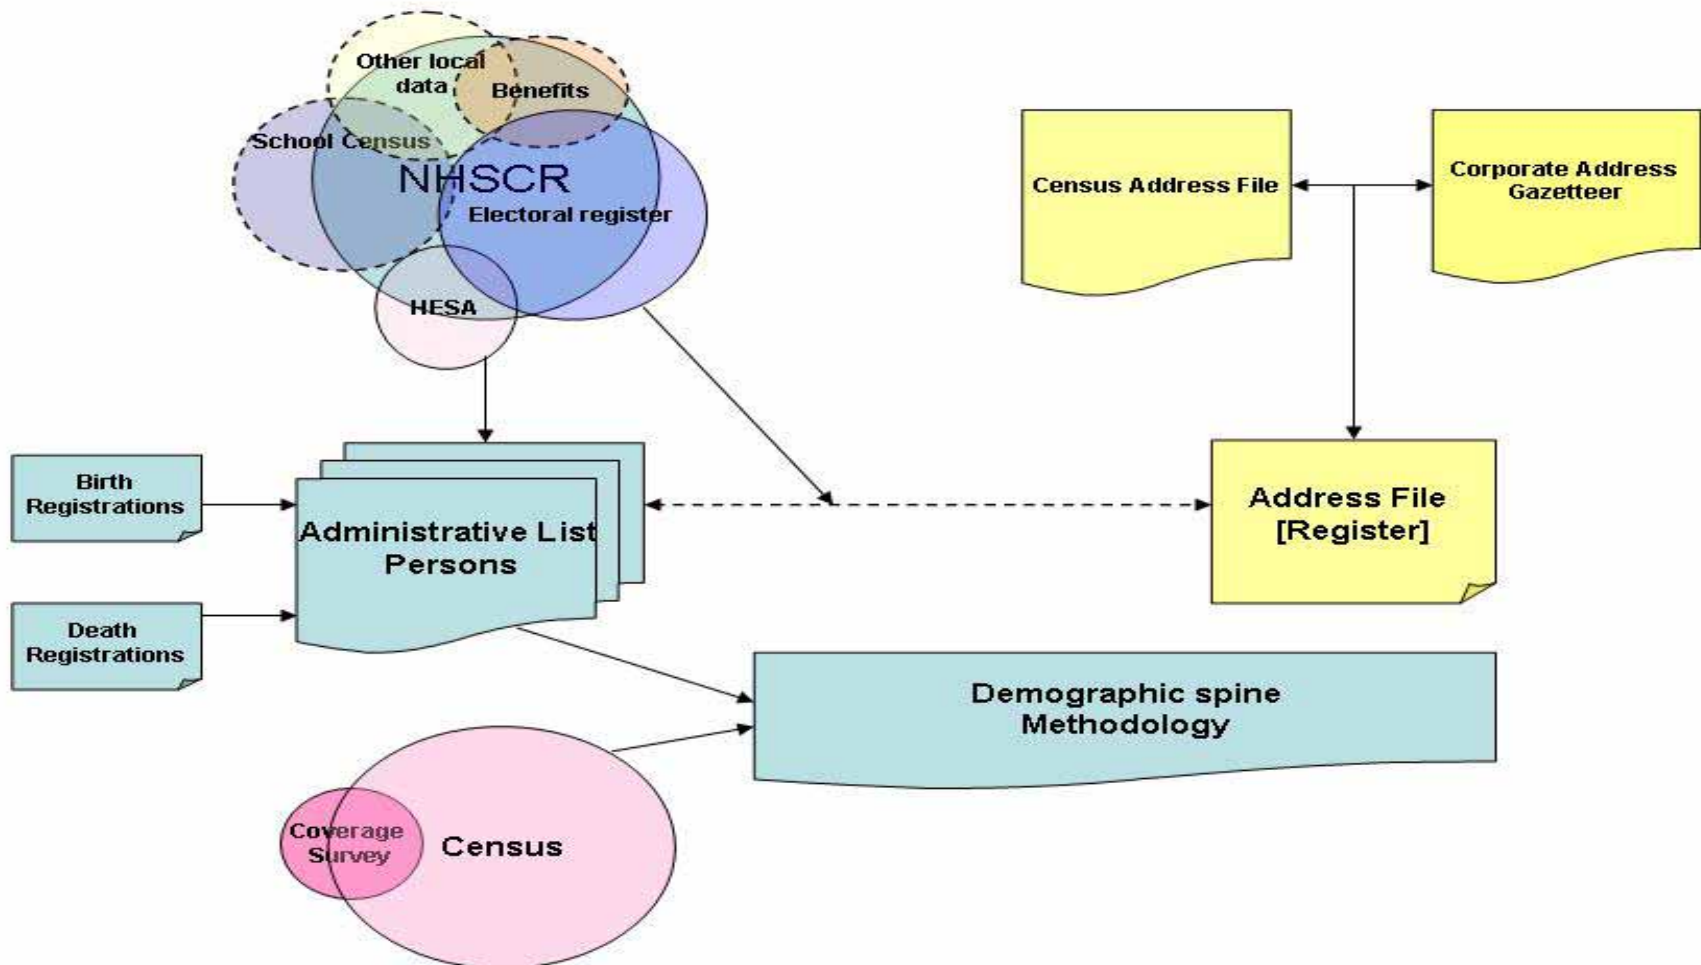 Other local
data
Benefits
School Census
NHSCR
Electoral register
HESA
Census Address File
Corporate Address
Gazetteer
Birth
Registrations
Administrative List
Persons
Address File
[Register]
Death
Registrations
Demographic spine
Methodology
Coverage
Survey
Census